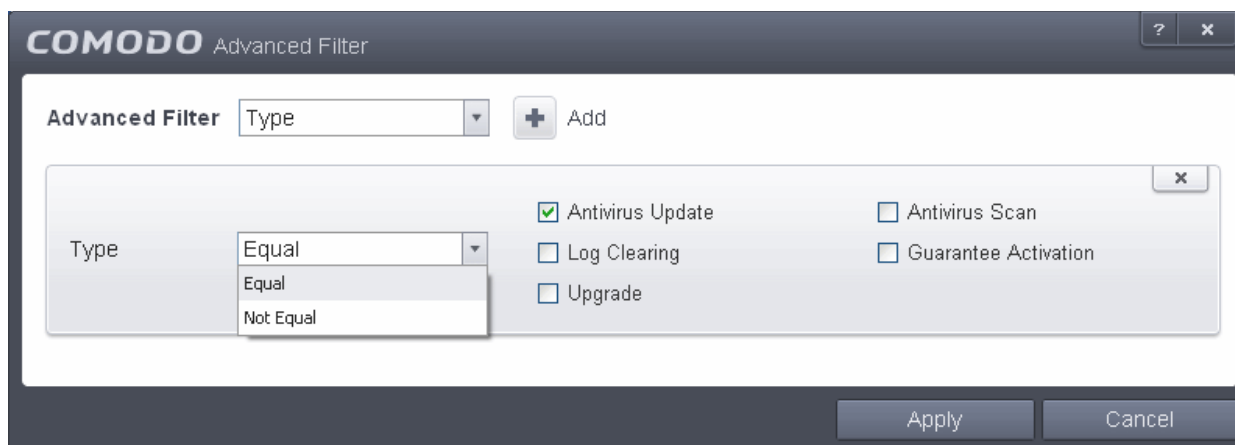 COMODO Advanced Filter ? x
Advanced Filter Type + Add
x
Antivirus Update Antivirus Scan
Type Equal Log Clearing Guarantee Activation
Equal
Upgrade
Not Equal
Apply Cancel